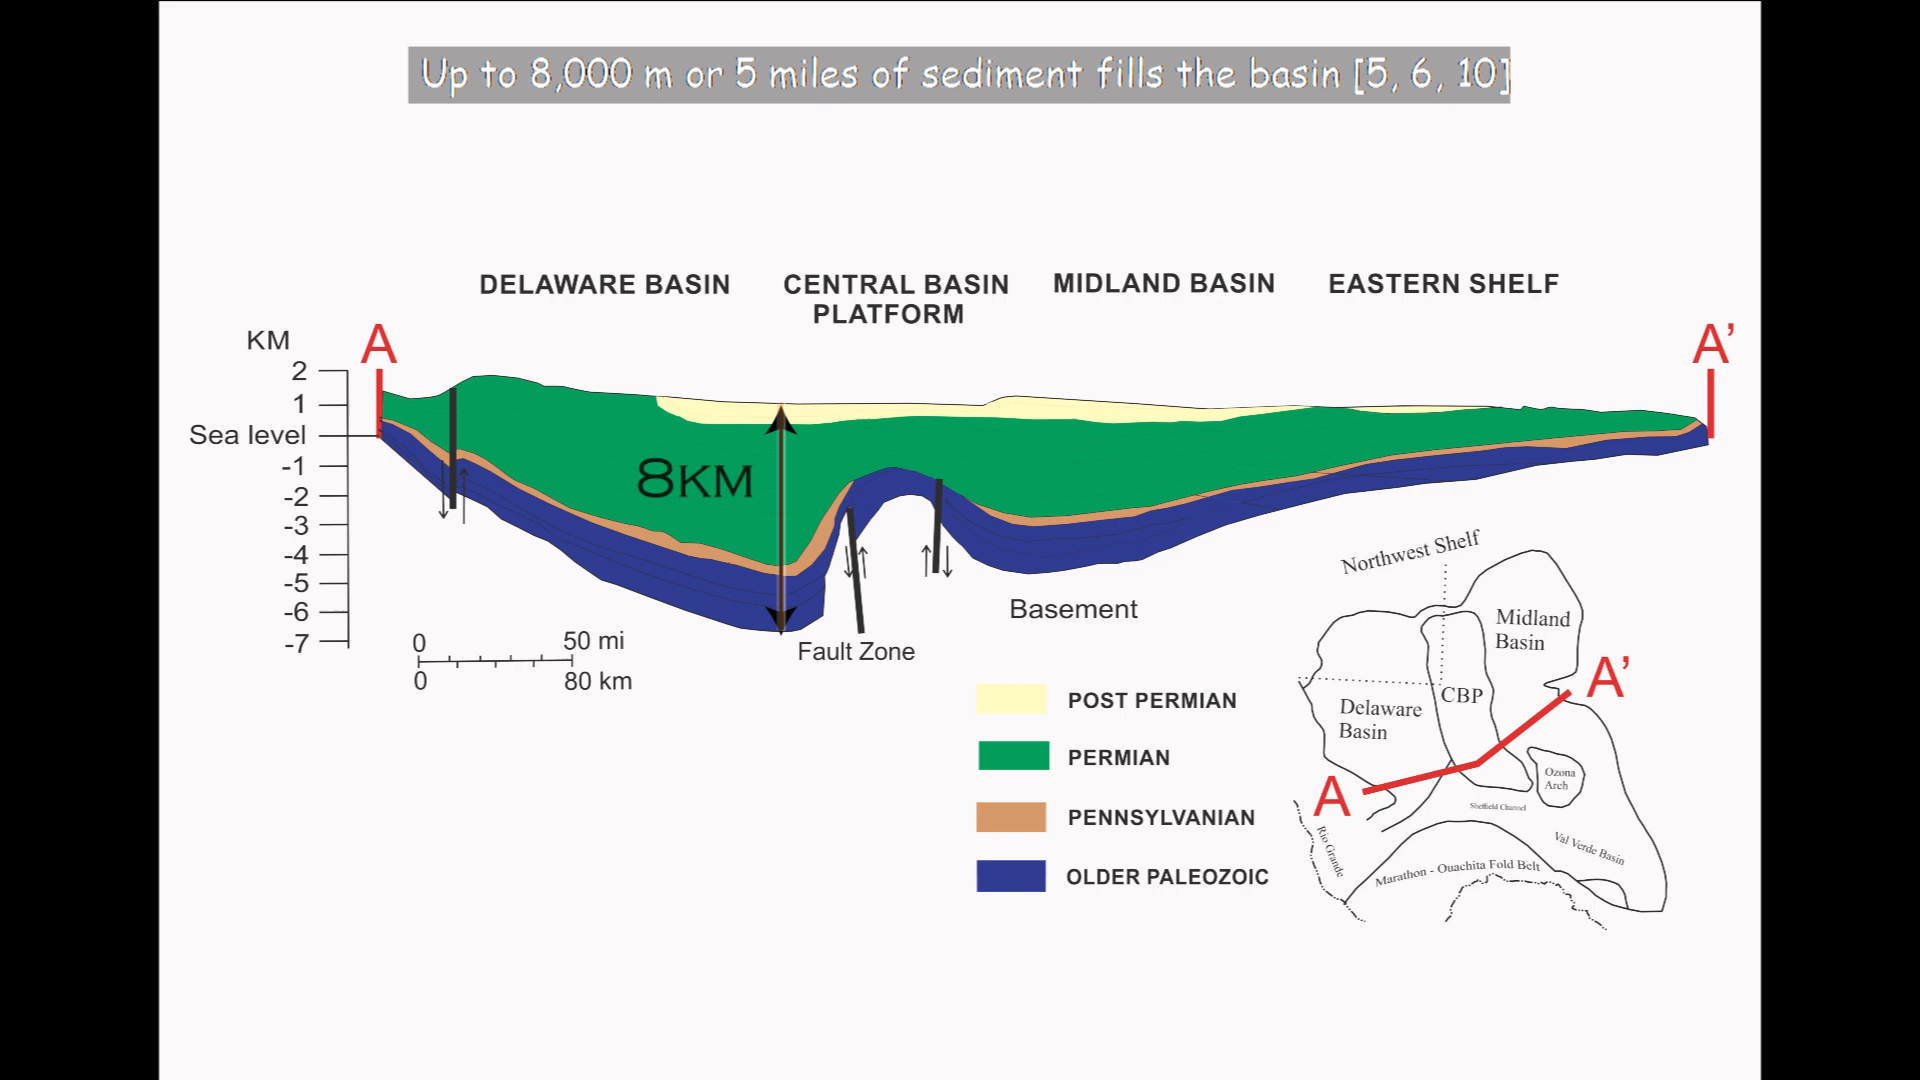 Up to 8,000 m or 5 miles of sediment fills the basin [5, 6, 10]
DELAWARE BASIN
CENTRAL BASIN
PLATFORM
MIDLAND BASIN
EASTERN SHELF
KM
A
A’
2
1
Sea level
-1
-2
-3
-4
-5
-6
-7
8KM
0
50 mi
0
80 km
Fault Zone
Basement
POST PERMIAN
PERMIAN
PENNSYLVANIAN
OLDER PALEOZOIC
Northwest Shelf
Midland
Basin
A’
CBP
Delaware
Basin
Ozona
Arch
A
Sheffield Channel
Rio Grande
Val Verde Basin
Marathon - Ouachita Fold Belt